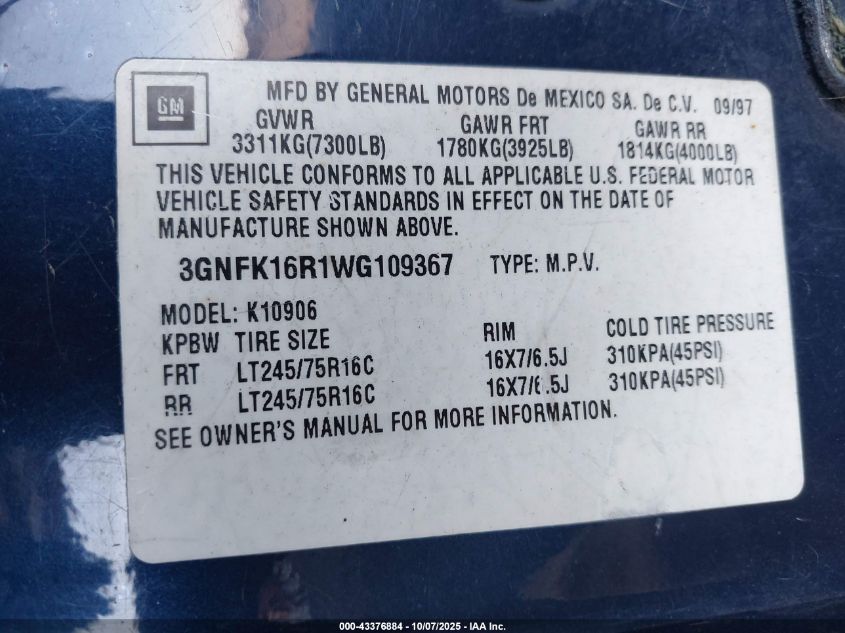 GM
MFD BY GENERAL MOTORS De MEXICO SA. De C.V. 09/97
GVWR GAWR FRT GAWR RR
3311KG(7300LB) 1780KG(3925LB) 1814KG(4000LB)
THIS VEHICLE CONFORMS TO ALL APPLICABLE U.S. FEDERAL MOTOR
VEHICLE SAFETY STANDARDS IN EFFECT ON THE DATE OF
MANUFACTURE SHOWN ABOVE.
3GNFK16R1WG109367 TYPE: M.P.V.
MODEL: K10906
KPBW TIRE SIZE RIM COLD TIRE PRESSURE
FRT LT245/75R16C 16X7/6.5J 310KPA(45PSI)
RR LT245/75R16C 16X7/6.5J 310KPA(45PSI)
SEE OWNER'S MANUAL FOR MORE INFORMATION.
000-43376884 - 10/07/2025 - IAA Inc.